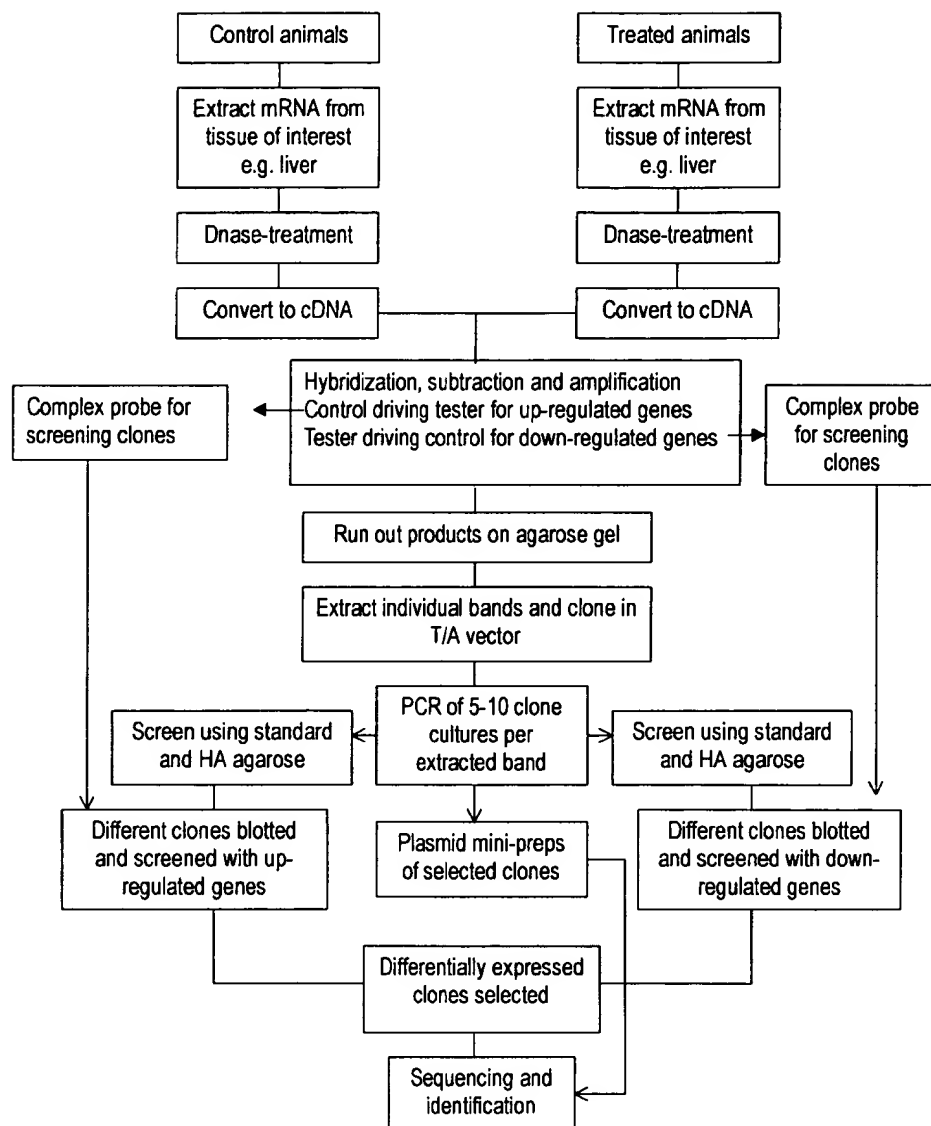 Control animals
Treated animals
Extract mRNA from
tissue of interest
e.g. liver
Extract mRNA from
tissue of interest
e.g. liver
Dnase-treatment
Dnase-treatment
Convert to cDNA
Convert to cDNA
Hybridization, subtraction and amplification
Control driving tester for up-regulated genes
Tester driving control for down-regulated genes
Complex probe for
screening clones
Complex probe
for screening
clones
Run out products on agarose gel
Extract individual bands and clone in
T/A vector
PCR of 5-10 clone
cultures per
extracted band
Screen using standard
and HA agarose
Screen using standard
and HA agarose
Different clones blotted
and screened with up-
regulated genes
Plasmid mini-preps
of selected clones
Different clones blotted
and screened with down-
regulated genes
Differentially expressed
clones selected
Sequencing and
identification